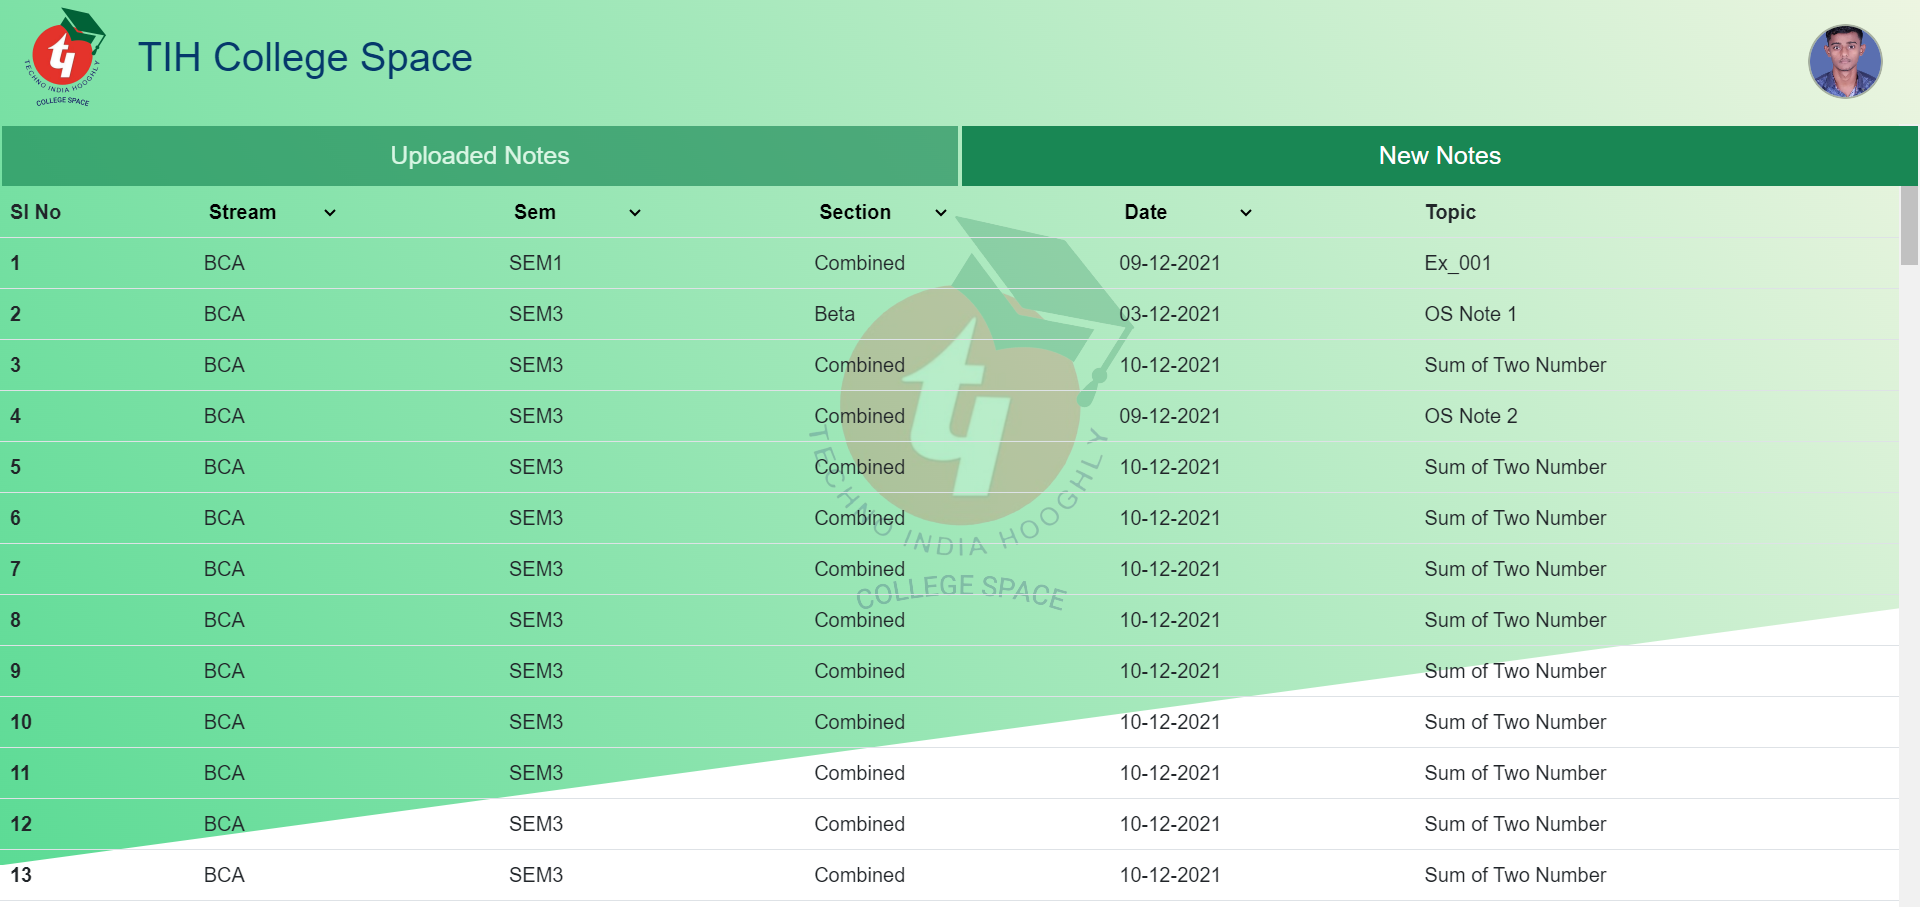 TECHNO INDIA HOOGHLY
COLLEGE SPACE
TIH College Space
Uploaded Notes New Notes
Sl No Stream Sem Section Date Topic
1 BCA SEM1 Combined 09-12-2021 Ex_001
2 BCA SEM3 Beta 03-12-2021 OS Note 1
3 BCA SEM3 Combined 10-12-2021 Sum of Two Number
4 BCA SEM3 Combined 09-12-2021 OS Note 2
5 BCA SEM3 Combined 10-12-2021 Sum of Two Number
6 BCA SEM3 Combined 10-12-2021 Sum of Two Number
7 BCA SEM3 Combined 10-12-2021 Sum of Two Number
8 BCA SEM3 Combined 10-12-2021 Sum of Two Number
9 BCA SEM3 Combined 10-12-2021 Sum of Two Number
10 BCA SEM3 Combined 10-12-2021 Sum of Two Number
11 BCA SEM3 Combined 10-12-2021 Sum of Two Number
12 BCA SEM3 Combined 10-12-2021 Sum of Two Number
13 BCA SEM3 Combined 10-12-2021 Sum of Two Number
TECHNO INDIA HOOGHLY
COLLEGE SPACE